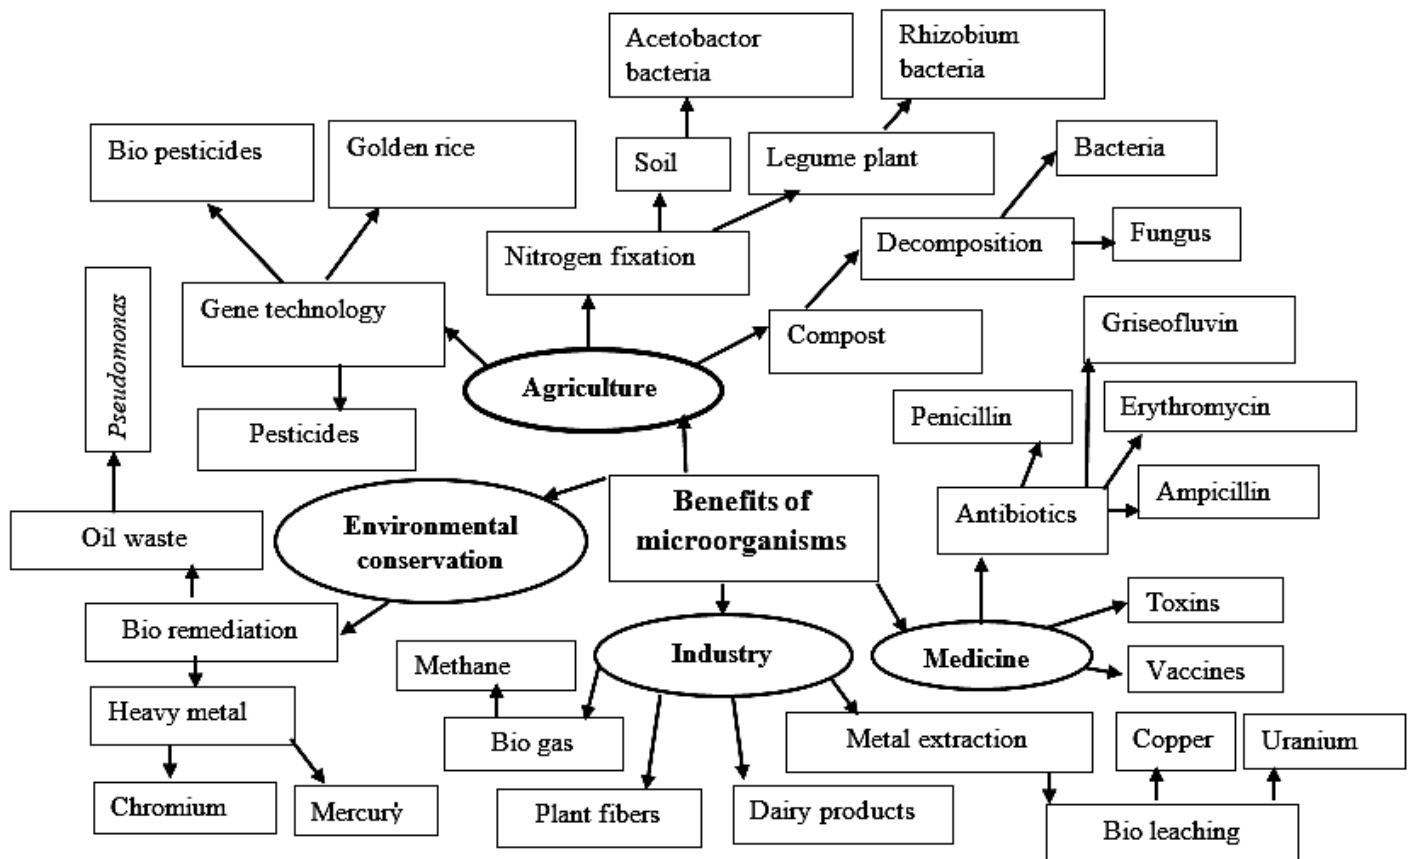 Acetobactor
bacteria
Rhizobium
bacteria
Bio pesticides
Golden rice
Soil
Legume plant
Bacteria
Nitrogen fixation
Decomposition
Fungus
Gene technology
Compost
Griseofluvin
Pseudomonas
Agriculture
Penicillin
Erythromycin
Pesticides
Ampicillin
Benefits of
microorganisms
Antibiotics
Environmental
conservation
Oil waste
Bio remediation
Toxins
Methane
Industry
Medicine
Vaccines
Heavy metal
Bio gas
Metal extraction
Copper
Uranium
Chromium
Mercury
Plant fibers
Dairy products
Bio leaching